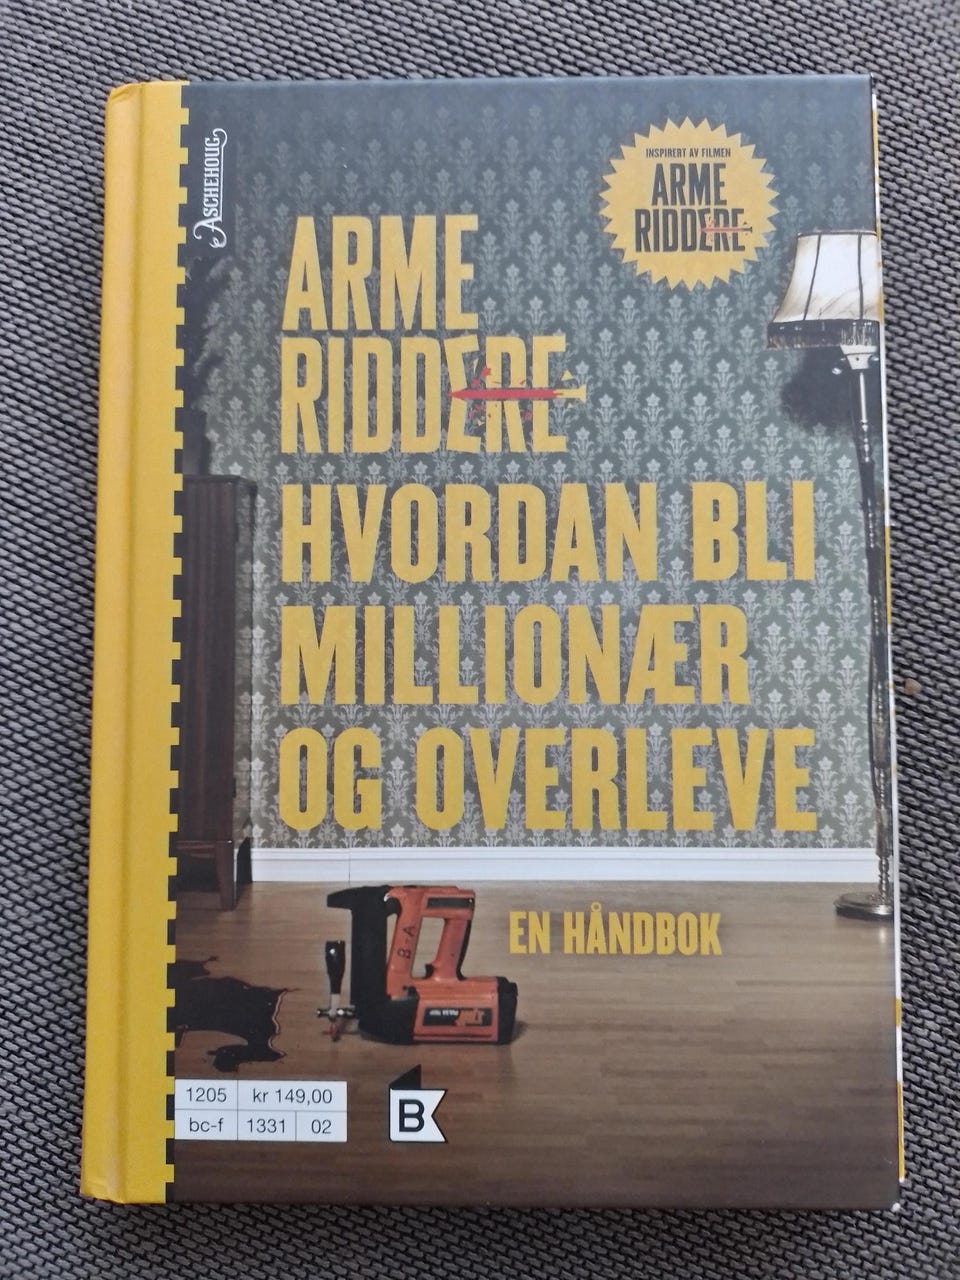 ASCHEHOUG
INSPIRERT AV FILMEN
ARME
RIDDERE
ARME
RIDDERE
HVORDAN BLI
MILLIONÆR
OG OVERLEVE
EN HÅNDBOK
B-A
1205 kr 149,00
bc-f 1331 02
B